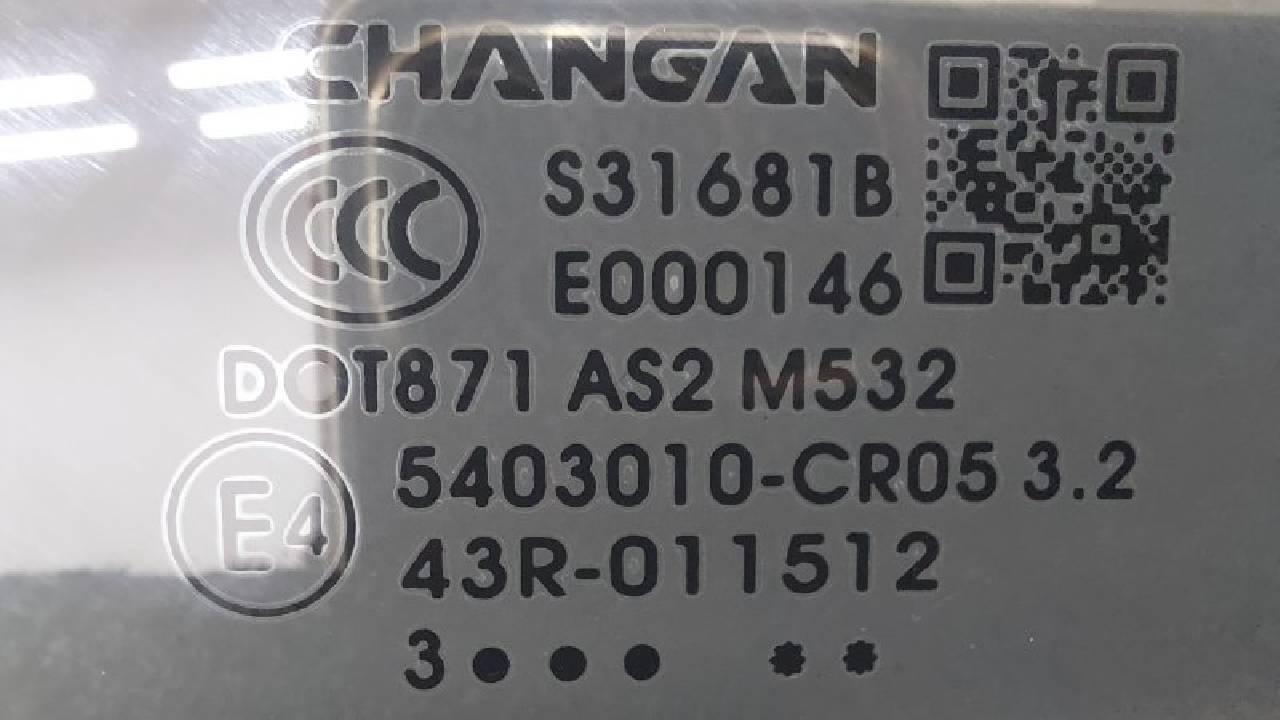 CHANGAN
CCC
S31681B
E000146
DOT871 AS2 M532
E4
5403010-CR05 3.2
43R-011512
3●●● **